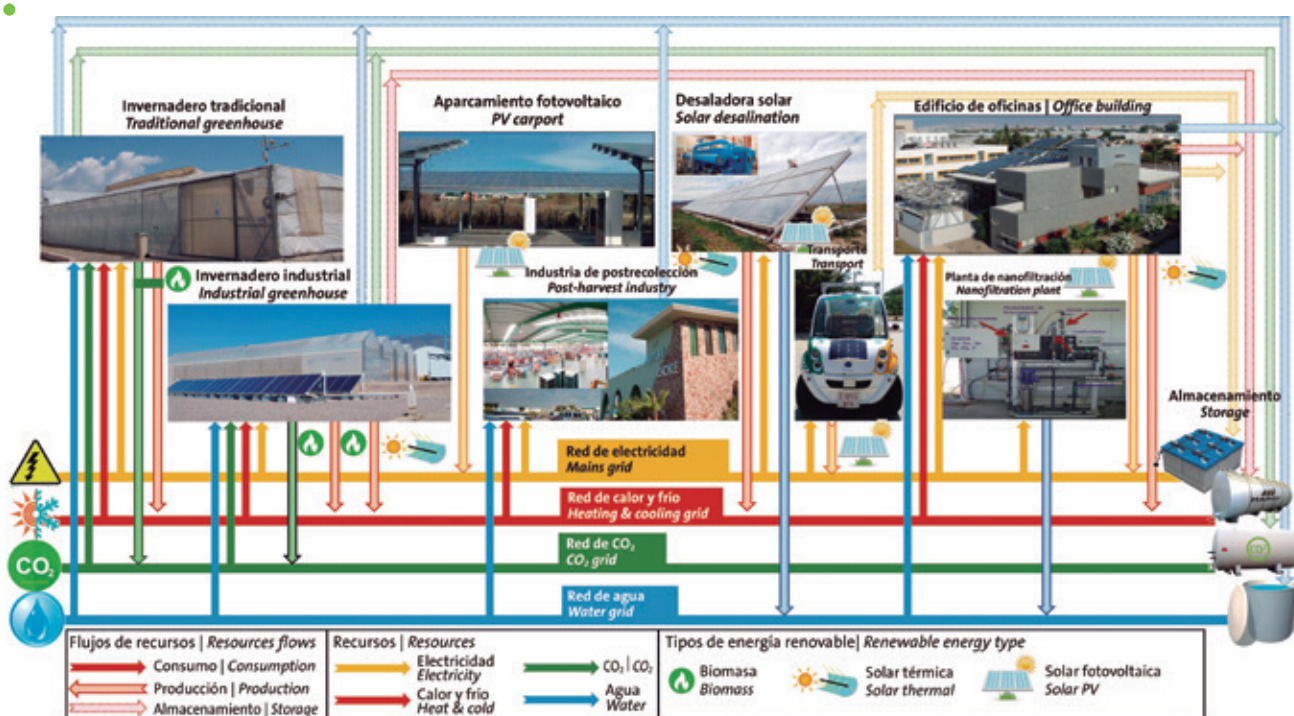 Invernadero tradicional
Traditional greenhouse
Aparcamiento fotovoltaico
PV carport
Desaladora solar
Solar desalination
Edificio de oficinas | Office building
Invernadero industrial
Industrial greenhouse
Industria de postrecolección
Post-harvest industry
Transporte
Transport
Planta de nanofiltración
Nanofiltration plant
Almacenamiento
Storage
Red de electricidad
Mains grid
Red de calor y frío
Heating & cooling grid
Red de CO₂
CO₂ grid
Red de agua
Water grid
CO₂
CO₂
Flujos de recursos | Resources flows
Consumo | Consumption
Producción | Production
Almacenamiento | Storage
Recursos | Resources
Electricidad
Electricity
Calor y frío
Heat & cold
CO₂ | CO₂
Agua
Water
Tipos de energía renovable | Renewable energy type
Biomasa
Biomass
Solar térmica
Solar thermal
Solar fotovoltaica
Solar PV